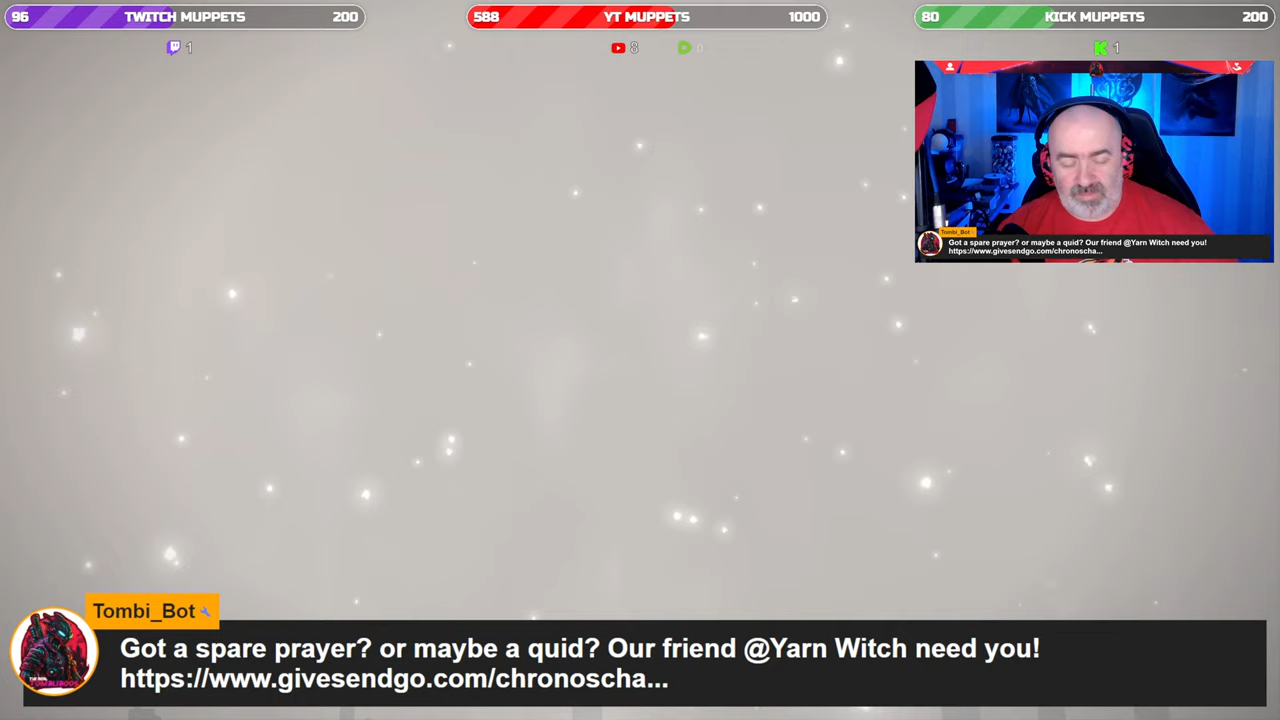 96 TWITCH MUPPETS 200
588 YT MUPPETS 1000
80 KICK MUPPETS 200
1
8
0
1
Tombi_Bot
Got a spare prayer? or maybe a quid? Our friend @Yarn Witch need you!
https://www.givesendgo.com/chronoscha...
Tombi_Bot
Got a spare prayer? or maybe a quid? Our friend @Yarn Witch need you!
https://www.givesendgo.com/chronoscha...